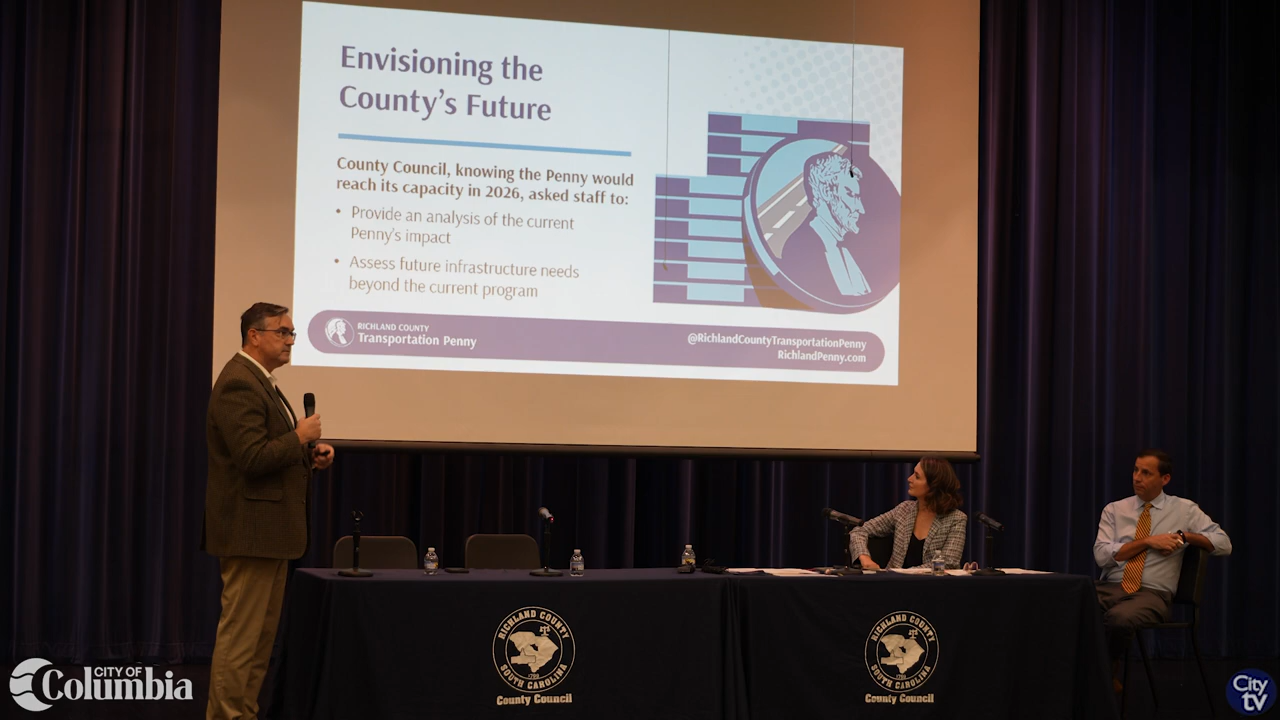 Envisioning the
County's Future
County Council, knowing the Penny would
reach its capacity in 2026, asked staff to:
• Provide an analysis of the current
Penny's impact
• Assess future infrastructure needs
beyond the current program
RICHLAND COUNTY
Transportation Penny
@RichlandCountyTransportationPenny
RichlandPenny.com
RICHLAND COUNTY
SOUTH CAROLINA
1799
County Council
RICHLAND COUNTY
SOUTH CAROLINA
1799
County Council
CITY OF
Columbia
City
tv